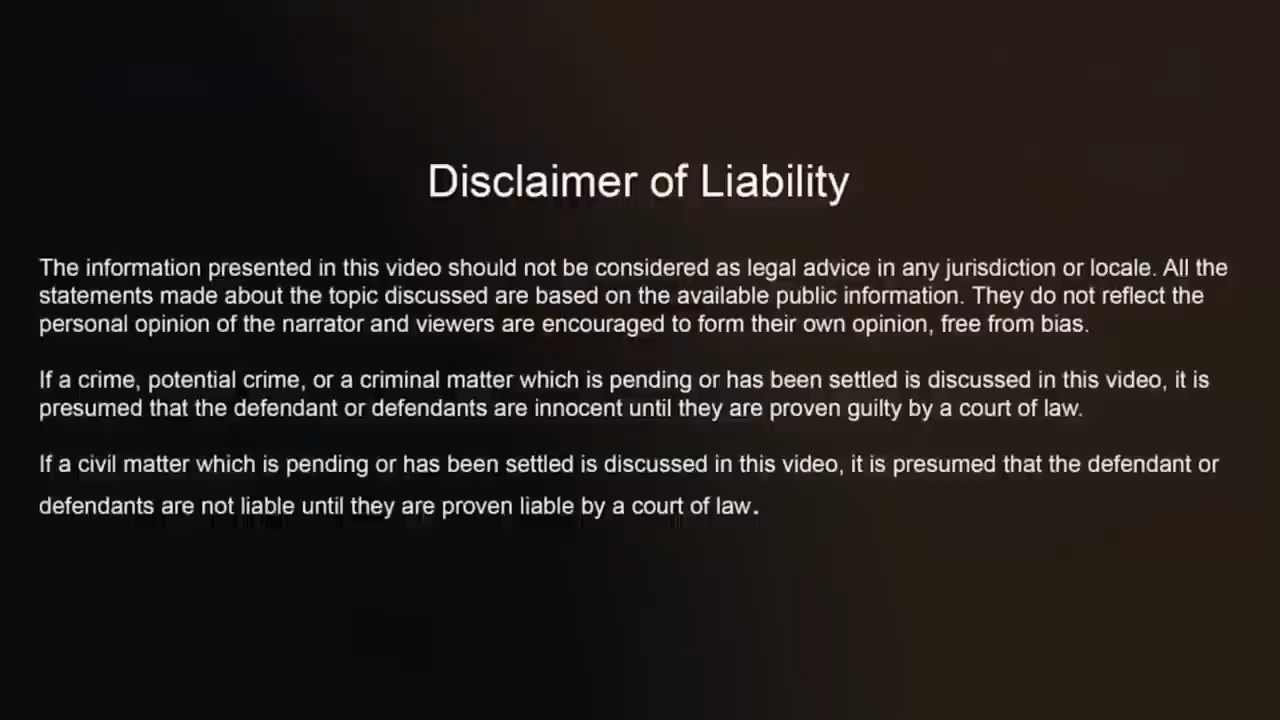 Disclaimer of Liability
The information presented in this video should not be considered as legal advice in any jurisdiction or locale. All the
statements made about the topic discussed are based on the available public information. They do not reflect the
personal opinion of the narrator and viewers are encouraged to form their own opinion, free from bias.
If a crime, potential crime, or a criminal matter which is pending or has been settled is discussed in this video, it is
presumed that the defendant or defendants are innocent until they are proven guilty by a court of law.
If a civil matter which is pending or has been settled is discussed in this video, it is presumed that the defendant or
defendants are not liable until they are proven liable by a court of law.